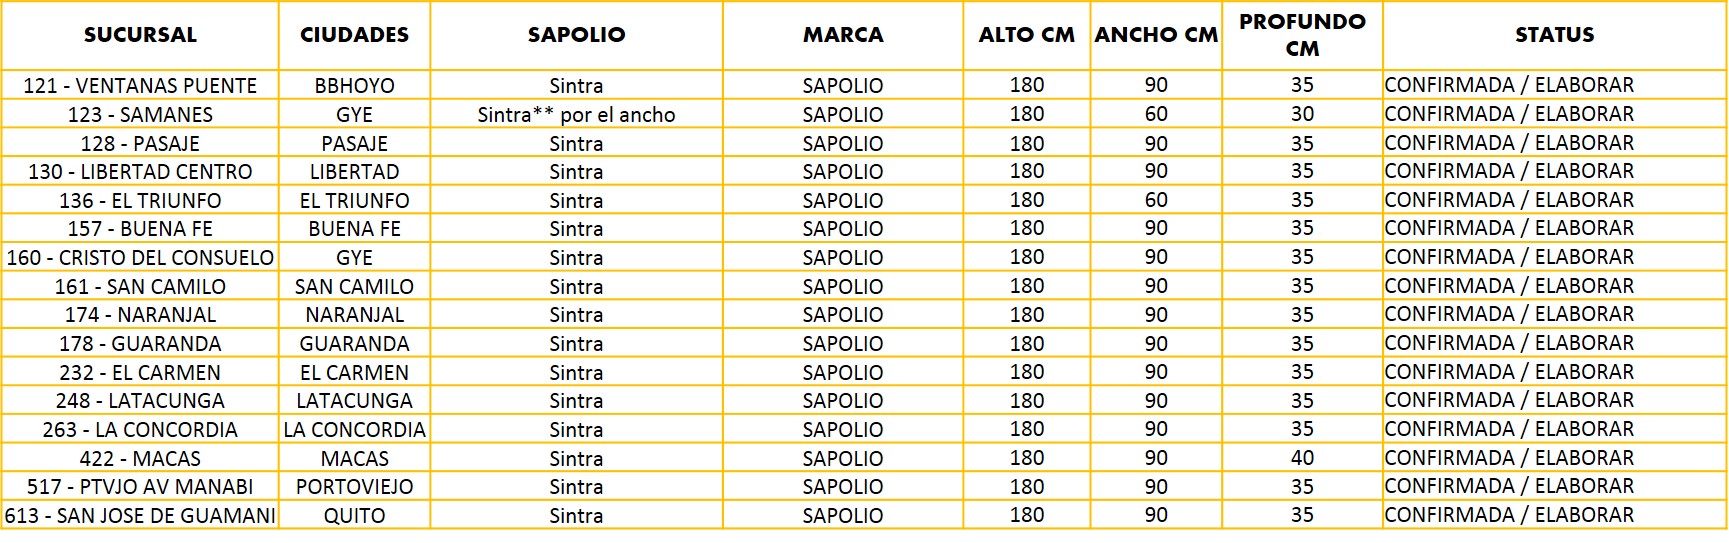 SUCURSAL CIUDADES SAPOLIO MARCA ALTO CM ANCHO CM PROFUNDO CM STATUS
121 - VENTANAS PUENTE BBHOYO Sintra SAPOLIO 180 90 35 CONFIRMADA / ELABORAR
123 - SAMANES GYE Sintra** por el ancho SAPOLIO 180 60 30 CONFIRMADA / ELABORAR
128 - PASAJE PASAJE Sintra SAPOLIO 180 90 35 CONFIRMADA / ELABORAR
130 - LIBERTAD CENTRO LIBERTAD Sintra SAPOLIO 180 90 35 CONFIRMADA / ELABORAR
136 - EL TRIUNFO EL TRIUNFO Sintra SAPOLIO 180 60 35 CONFIRMADA / ELABORAR
157 - BUENA FE BUENA FE Sintra SAPOLIO 180 90 35 CONFIRMADA / ELABORAR
160 - CRISTO DEL CONSUELO GYE Sintra SAPOLIO 180 90 35 CONFIRMADA / ELABORAR
161 - SAN CAMILO SAN CAMILO Sintra SAPOLIO 180 90 35 CONFIRMADA / ELABORAR
174 - NARANJAL NARANJAL Sintra SAPOLIO 180 90 35 CONFIRMADA / ELABORAR
178 - GUARANDA GUARANDA Sintra SAPOLIO 180 90 35 CONFIRMADA / ELABORAR
232 - EL CARMEN EL CARMEN Sintra SAPOLIO 180 90 35 CONFIRMADA / ELABORAR
248 - LATACUNGA LATACUNGA Sintra SAPOLIO 180 90 35 CONFIRMADA / ELABORAR
263 - LA CONCORDIA LA CONCORDIA Sintra SAPOLIO 180 90 35 CONFIRMADA / ELABORAR
422 - MACAS MACAS Sintra SAPOLIO 180 90 40 CONFIRMADA / ELABORAR
517 - PTVJO AV MANABI PORTOVIEJO Sintra SAPOLIO 180 90 35 CONFIRMADA / ELABORAR
613 - SAN JOSE DE GUAMANI QUITO Sintra SAPOLIO 180 90 35 CONFIRMADA / ELABORAR